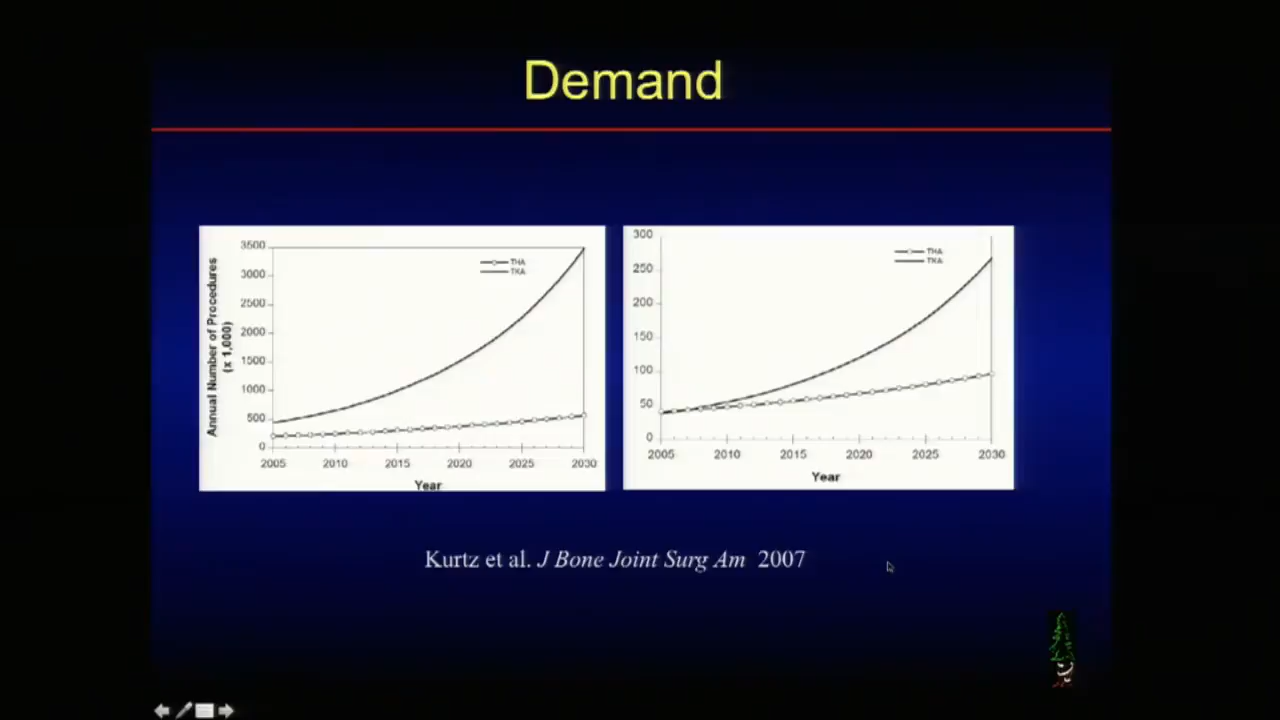 Demand
Annual Number of Procedures
(x 1,000)
3500
3000
2500
2000
1500
1000
500
0
THA
TKA
2005 2010 2015 2020 2025 2030
Year
300
250
200
150
100
50
0
THA
TKA
2005 2010 2015 2020 2025 2030
Year
Kurtz et al. J Bone Joint Surg Am 2007